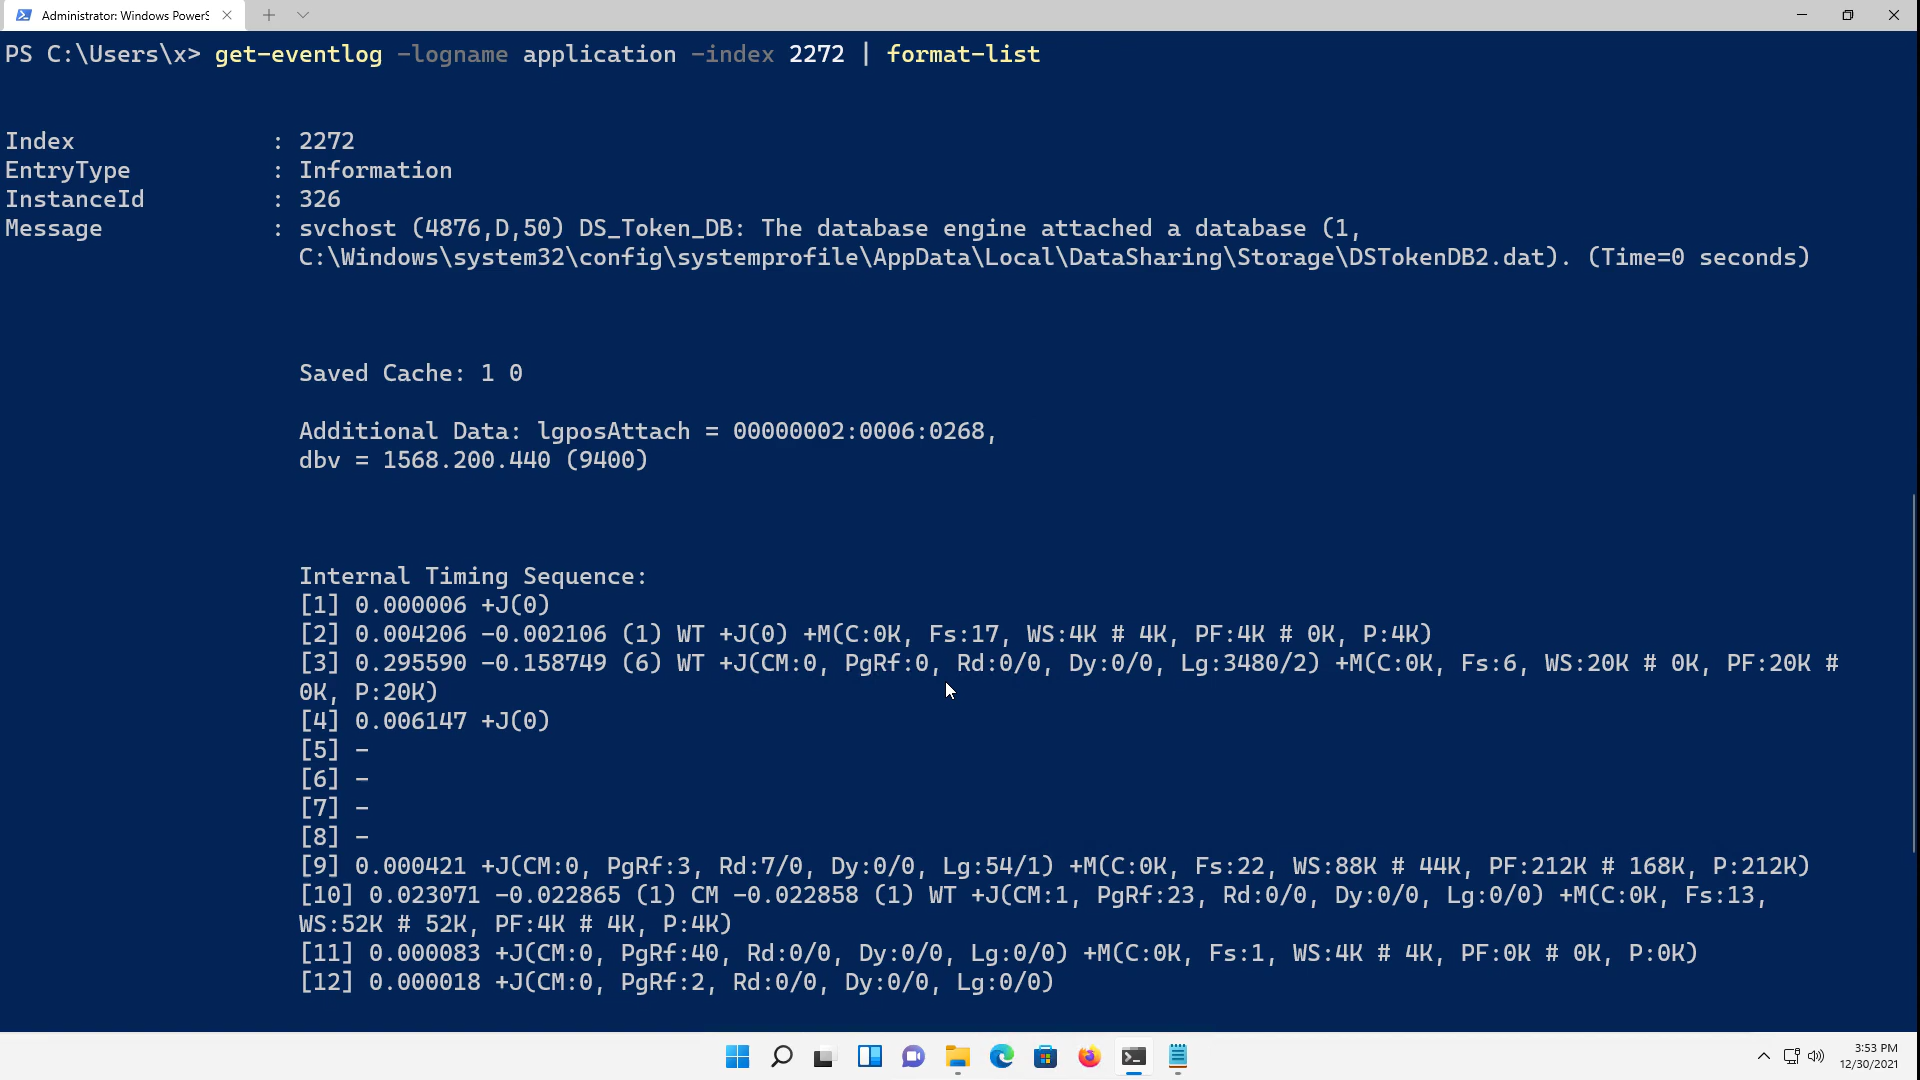 Administrator: Windows PowerS
PS C:\Users\x> get-eventlog -logname application -index 2272 | format-list
Index : 2272
EntryType : Information
InstanceId : 326
Message : svchost (4876,D,50) DS_Token_DB: The database engine attached a database (1,
C:\Windows\system32\config\systemprofile\AppData\Local\DataSharing\Storage\DSTokenDB2.dat). (Time=0 seconds)
Saved Cache: 1 0
Additional Data: lgposAttach = 00000002:0006:0268,
dbv = 1568.200.440 (9400)
Internal Timing Sequence:
[1] 0.000006 +J(0)
[2] 0.004206 -0.002106 (1) WT +J(0) +M(C:0K, Fs:17, WS:4K # 4K, PF:4K # 0K, P:4K)
[3] 0.295590 -0.158749 (6) WT +J(CM:0, PgRf:0, Rd:0/0, Dy:0/0, Lg:3480/2) +M(C:0K, Fs:6, WS:20K # 0K, PF:20K #
0K, P:20K)
[4] 0.006147 +J(0)
[5] -
[6] -
[7] -
[8] -
[9] 0.000421 +J(CM:0, PgRf:3, Rd:7/0, Dy:0/0, Lg:54/1) +M(C:0K, Fs:22, WS:88K # 44K, PF:212K # 168K, P:212K)
[10] 0.023071 -0.022865 (1) CM -0.022858 (1) WT +J(CM:1, PgRf:23, Rd:0/0, Dy:0/0, Lg:0/0) +M(C:0K, Fs:13,
WS:52K # 52K, PF:4K # 4K, P:4K)
[11] 0.000083 +J(CM:0, PgRf:40, Rd:0/0, Dy:0/0, Lg:0/0) +M(C:0K, Fs:1, WS:4K # 4K, PF:0K # 0K, P:0K)
[12] 0.000018 +J(CM:0, PgRf:2, Rd:0/0, Dy:0/0, Lg:0/0)
3:53 PM
12/30/2021